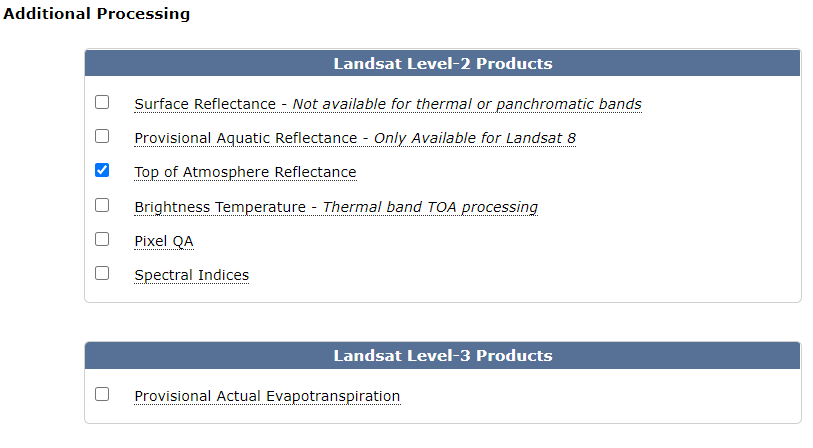 Additional Processing
Landsat Level-2 Products
Surface Reflectance - Not available for thermal or panchromatic bands
Provisional Aquatic Reflectance - Only Available for Landsat 8
Top of Atmosphere Reflectance
Brightness Temperature - Thermal band TOA processing
Pixel QA
Spectral Indices
Landsat Level-3 Products
Provisional Actual Evapotranspiration